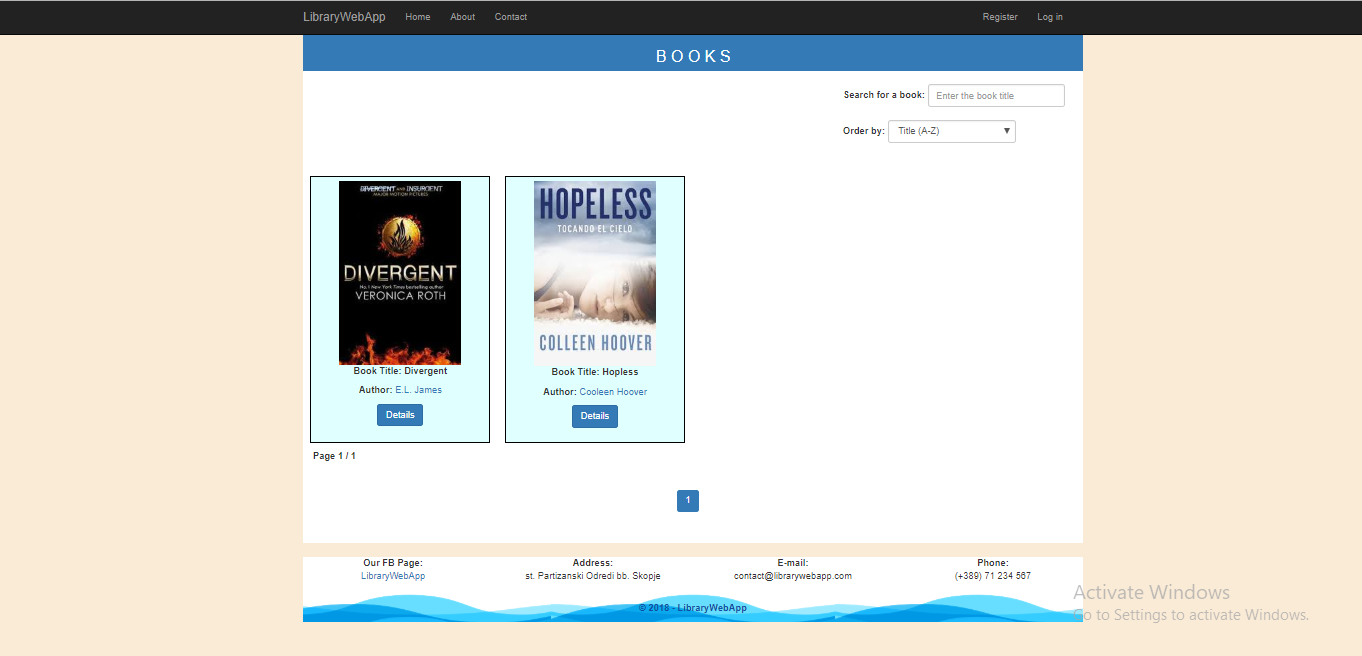 LibraryWebApp Home About Contact Register Log in
BOOKS
Search for a book: Enter the book title
Order by: Title (A-Z)
DIVERGENT AND INSURGENT
MAJOR MOTION PICTURES
DIVERGENT
No. 1 New York Times bestselling author
VERONICA ROTH
Book Title: Divergent
Author: E.L. James
Details
HOPELESS
TOCANDO EL CIELO
COLLEEN HOOVER
Book Title: Hopless
Author: Cooleen Hoover
Details
Page 1 / 1
1
Our FB Page:
LibraryWebApp
Address:
st. Partizanski Odredi bb. Skopje
E-mail:
contact@librarywebapp.com
Phone:
(+389) 71 234 567
© 2018 - LibraryWebApp
Activate Windows
Go to Settings to activate Windows.